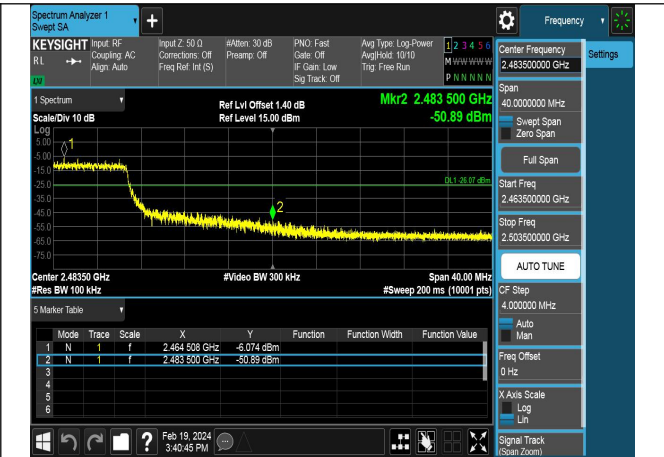 Spectrum Analyzer 1
Swept SA
Frequency
KEYSIGHT
RL
Input: RF
Coupling: AC
Align: Auto
Input Z: 50 Ω
Corrections: Off
Freq Ref: Int (S)
#Atten: 30 dB
Preamp: Off
PNO: Fast
Gate: Off
IF Gain: Low
Sig Track: Off
Avg Type: Log-Power
Avg|Hold: 10/10
Trig: Free Run
1 2 3 4 5 6
M W W W W W
P N N N N N
LW
1 Spectrum
Scale/Div 10 dB
Ref Lvl Offset 1.40 dB
Ref Level 15.00 dBm
Mkr2 2.483 500 GHz
-50.89 dBm
Log
5.00
-5.00
-15.0
-25.0
-35.0
-45.0
-55.0
-65.0
-75.0
1
2
DL1 -26.07 dBm
Center 2.48350 GHz
#Res BW 100 kHz
#Video BW 300 kHz
Span 40.00 MHz
#Sweep 200 ms (10001 pts)
5 Marker Table
Mode Trace Scale X Y Function Function Width Function Value
1 N 1 f 2.464 508 GHz -6.074 dBm
2 N 1 f 2.483 500 GHz -50.89 dBm
3
4
5
6
Feb 19, 2024
3:40:45 PM
Center Frequency
2.483500000 GHz
Settings
Span
40.0000000 MHz
Swept Span
Zero Span
Full Span
Start Freq
2.463500000 GHz
Stop Freq
2.503500000 GHz
AUTO TUNE
CF Step
4.000000 MHz
Auto
Man
Freq Offset
0 Hz
X Axis Scale
Log
Lin
Signal Track
(Span Zoom)